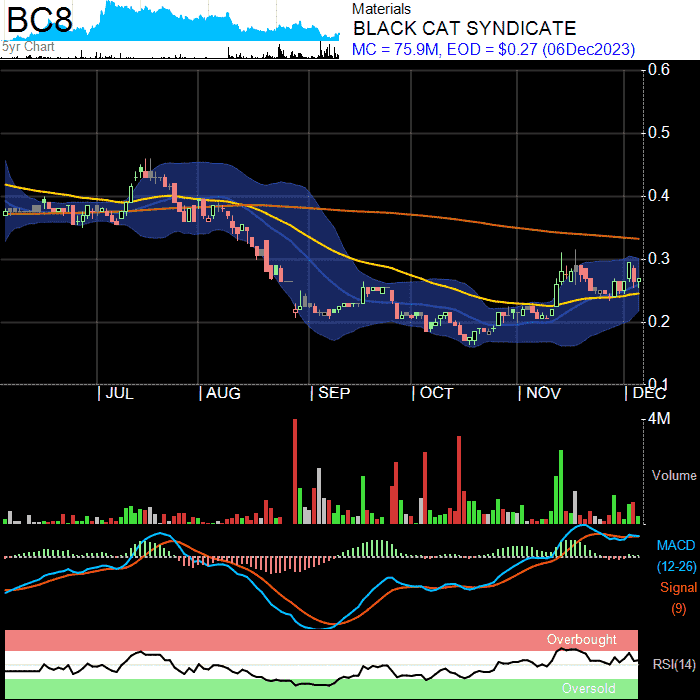 BC8
5yr Chart
Materials
BLACK CAT SYNDICATE
MC = 75.9M, EOD = $0.27 (06Dec2023)
0.6
0.5
0.4
0.3
0.2
0.1
| JUL | AUG | SEP | OCT | NOV | DEC
4M
Volume
MACD
(12-26)
Signal
(9)
Overbought
RSI(14)
Oversold